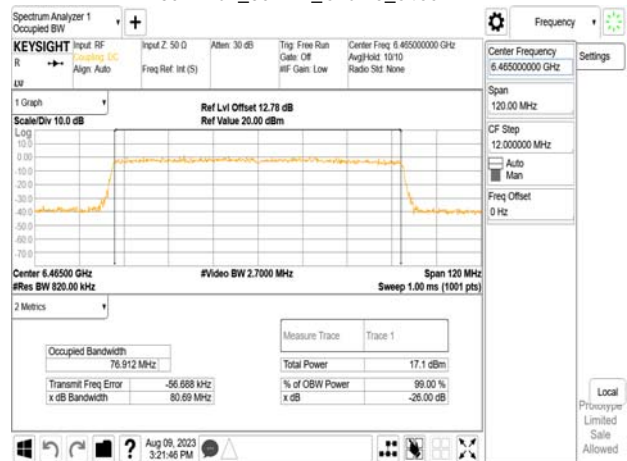 Spectrum Analyzer 1
Occupied BW
Frequency
KEYSIGHT
R
LXI
Input: RF
Coupling: DC
Align: Auto
Input Z: 50 Ω
Freq Ref: Int (S)
Atten: 30 dB
Trig: Free Run
Gate: Off
#IF Gain: Low
Center Freq: 6.465000000 GHz
Avg|Hold: 10/10
Radio Std: None
Center Frequency
6.465000000 GHz
Settings
Span
120.00 MHz
CF Step
12.000000 MHz
Auto
Man
Freq Offset
0 Hz
1 Graph
Scale/Div 10.0 dB
Ref Lvl Offset 12.78 dB
Ref Value 20.00 dBm
Log
10.0
0.00
-10.0
-20.0
-30.0
-40.0
-50.0
-60.0
-70.0
Center 6.46500 GHz
#Video BW 2.7000 MHz
Span 120 MHz
#Res BW 820.00 kHz
Sweep 1.00 ms (1001 pts)
2 Metrics
Measure Trace
Trace 1
Occupied Bandwidth
76.912 MHz
Total Power
17.1 dBm
Transmit Freq Error
-56.688 kHz
% of OBW Power
99.00 %
x dB Bandwidth
80.69 MHz
x dB
-26.00 dB
Local
Prototype
Limited
Sale
Allowed
?
Aug 09, 2023
3:21:46 PM